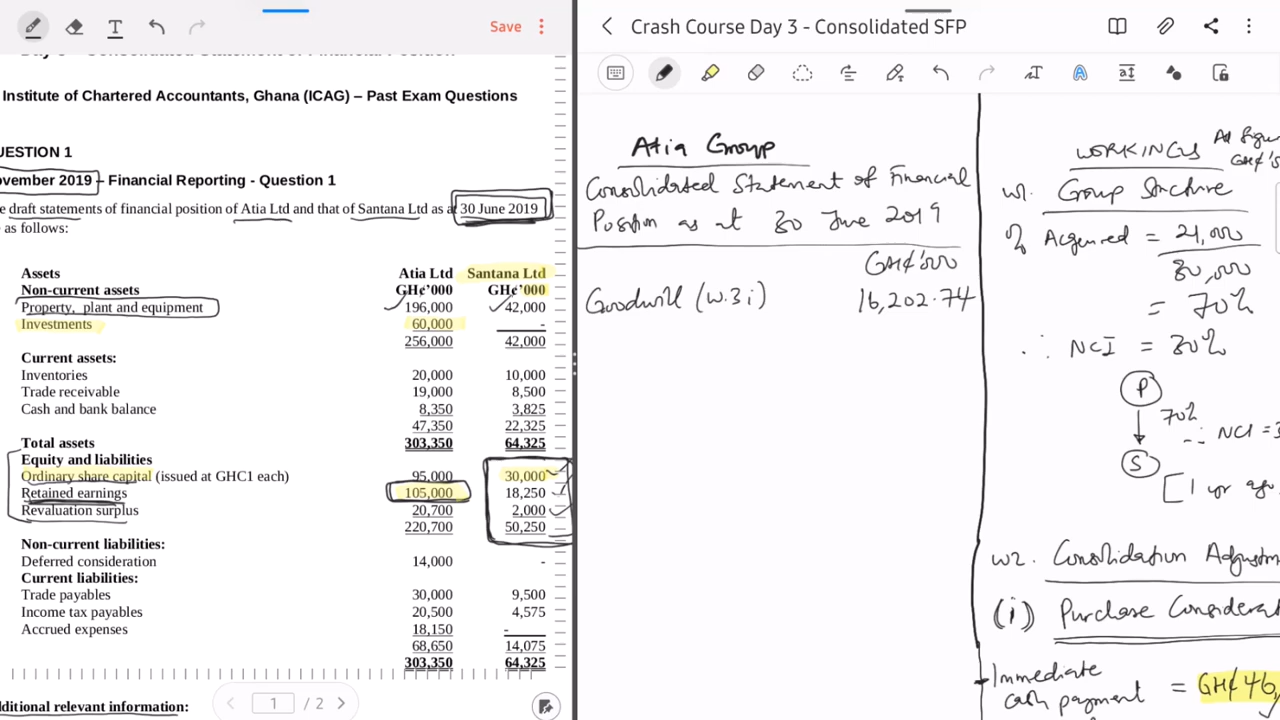 Save
Institute of Chartered Accountants, Ghana (ICAG) – Past Exam Questions
UESTION 1
ovember 2019 – Financial Reporting - Question 1
e draft statements of financial position of Atia Ltd and that of Santana Ltd as at 30 June 2019
as follows:
Assets Atia Ltd Santana Ltd
Non-current assets GH¢'000 GH¢'000
Property, plant and equipment 196,000 42,000
Investments 60,000 -
256,000 42,000
Current assets:
Inventories 20,000 10,000
Trade receivable 19,000 8,500
Cash and bank balance 8,350 3,825
47,350 22,325
Total assets 303,350 64,325
Equity and liabilities
Ordinary share capital (issued at GHC1 each) 95,000 30,000
Retained earnings 105,000 18,250
Revaluation surplus 20,700 2,000
220,700 50,250
Non-current liabilities:
Deferred consideration 14,000 -
Current liabilities:
Trade payables 30,000 9,500
Income tax payables 20,500 4,575
Accrued expenses 18,150 -
68,650 14,075
303,350 64,325
1 / 2
dditional relevant information:
Crash Course Day 3 - Consolidated SFP
Atia Group
Consolidated Statement of Financial
Position as at 30 June 2019
GH¢'000
Goodwill (w.3i) 16,202.74
WORKINGS
GH¢'0
W1. Group Structure
% Acquired = 21,000
30,000
= 70%
∴ NCI = 30%
P
70%
∴ NCI = 3
S
W2. Consolidation Adjustm
(i) Purchase Considerat
Immediate
cash payment = GH¢46,